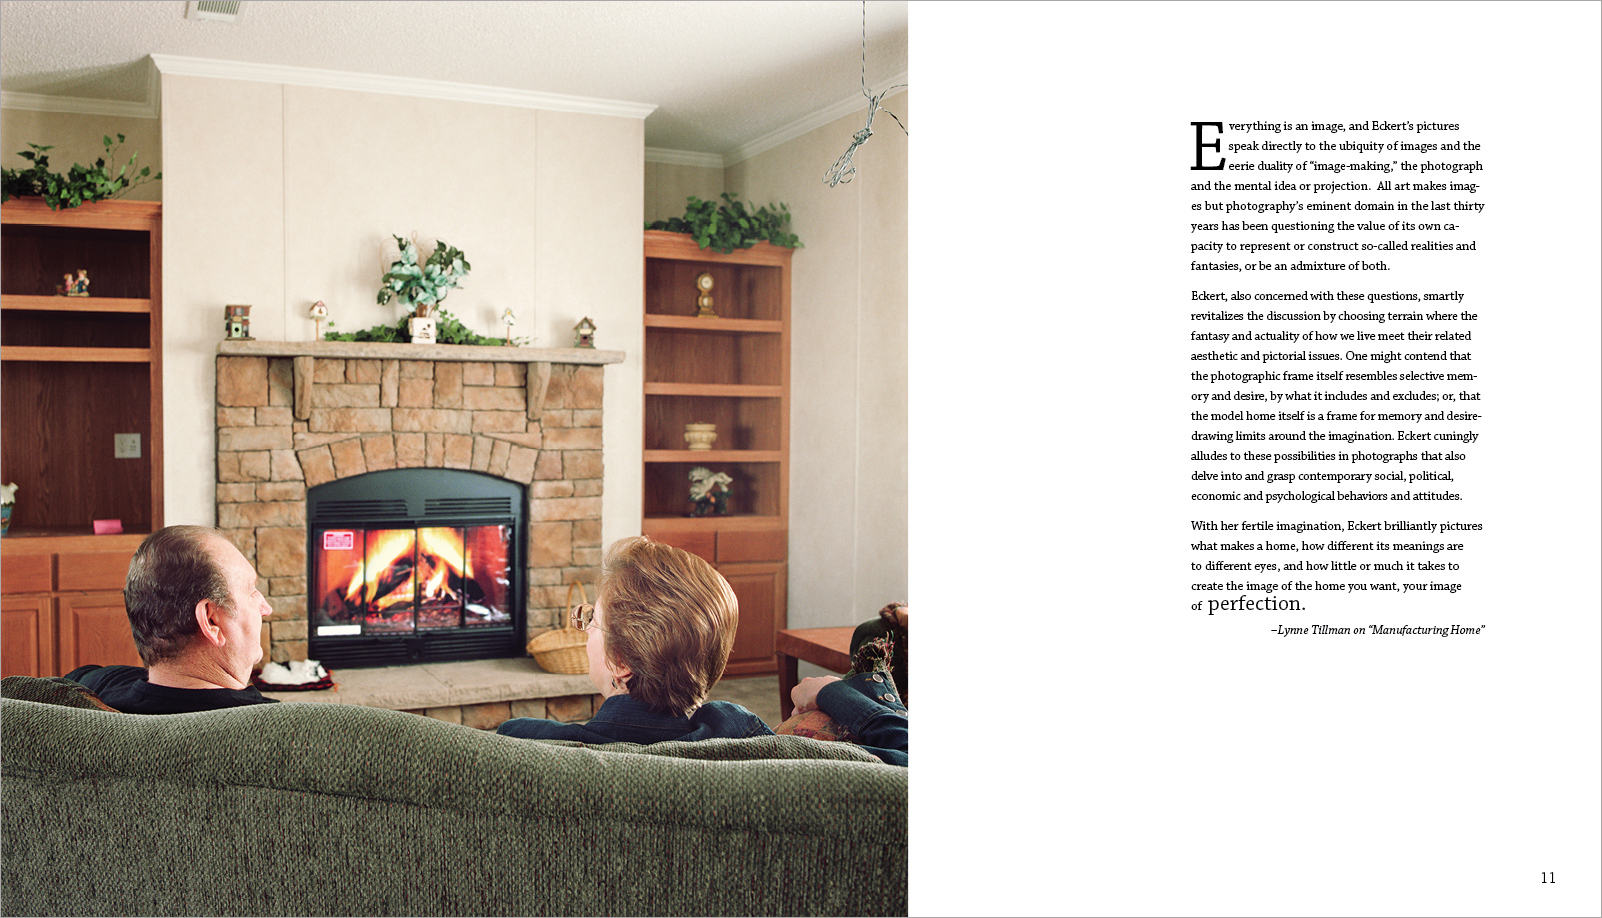 Everything is an image, and Eckert’s pictures
speak directly to the ubiquity of images and the
eerie duality of “image-making,” the photograph
and the mental idea or projection.  All art makes imag-
es but photography’s eminent domain in the last thirty
years has been questioning the value of its own ca-
pacity to represent or construct so-called realities and
fantasies, or be an admixture of both.
Eckert, also concerned with these questions, smartly
revitalizes the discussion by choosing terrain where the
fantasy and actuality of how we live meet their related
aesthetic and pictorial issues. One might contend that
the photographic frame itself resembles selective mem-
ory and desire, by what it includes and excludes; or, that
the model home itself is a frame for memory and desire-
drawing limits around the imagination. Eckert cuningly
alludes to these possibilities in photographs that also
delve into and grasp contemporary social, political,
economic and psychological behaviors and attitudes.
With her fertile imagination, Eckert brilliantly pictures
what makes a home, how different its meanings are
to different eyes, and how little or much it takes to
create the image of the home you want, your image
of perfection.
–Lynne Tillman on “Manufacturing Home”
11